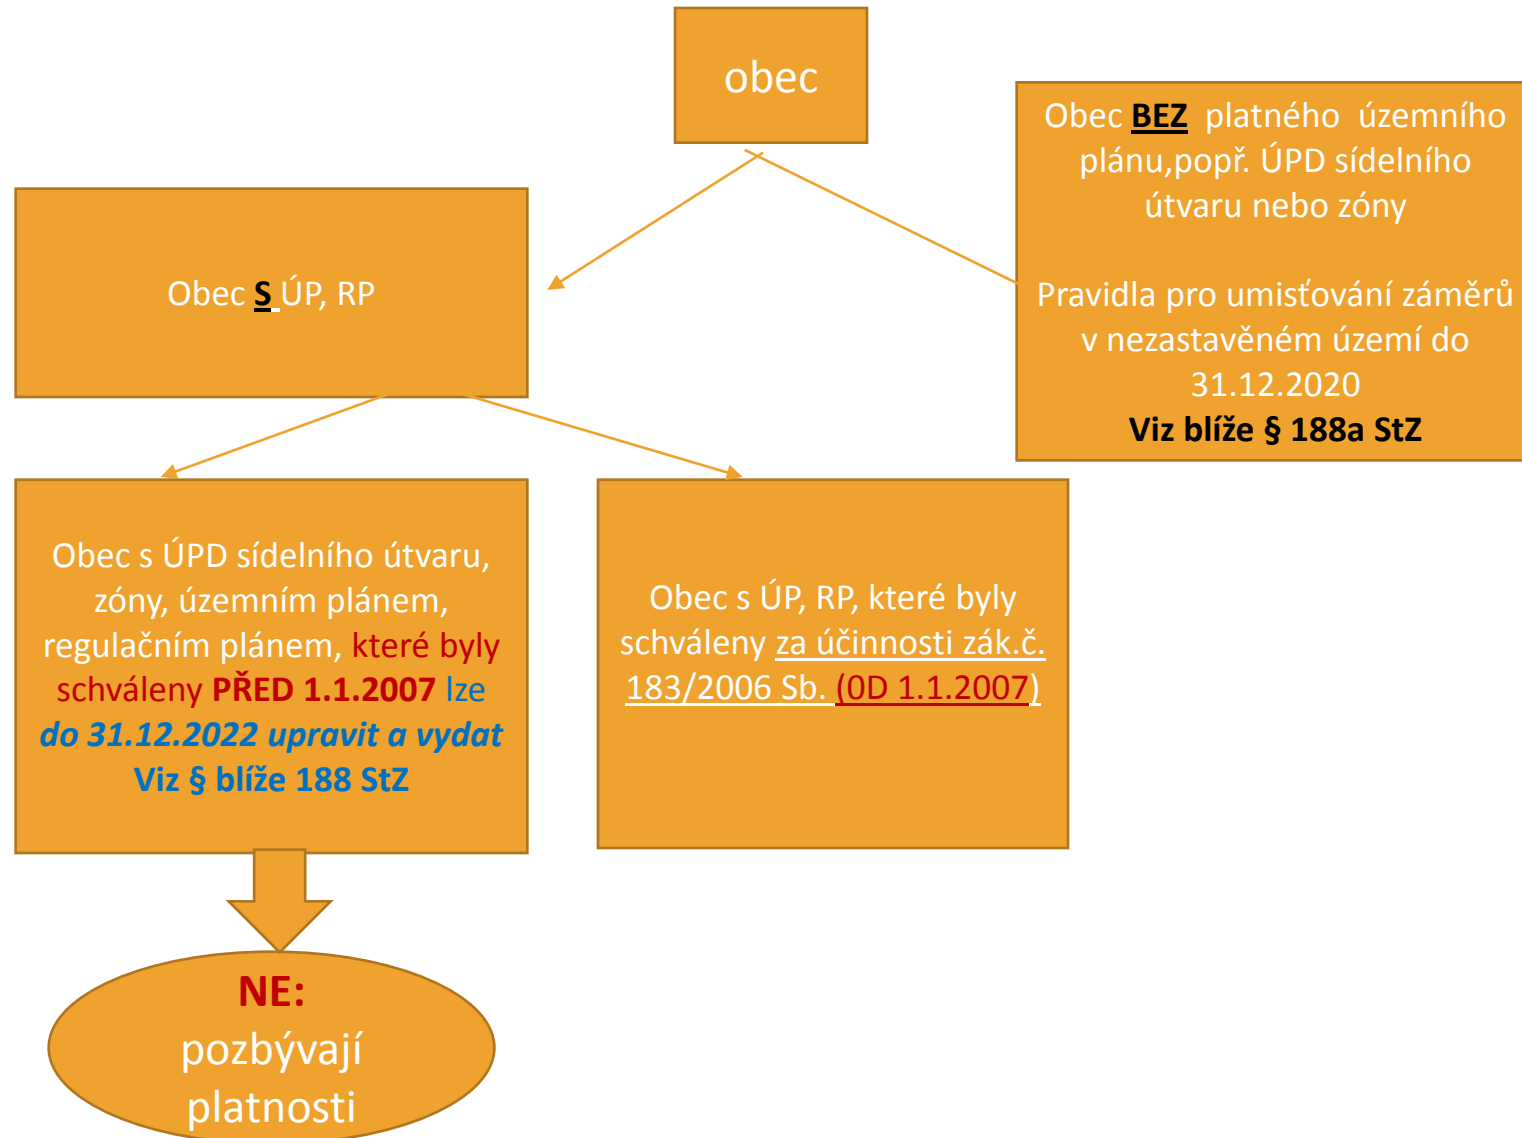 obec
Obec BEZ platného územního
plánu,popř. ÚPD sídelního
útvaru nebo zóny
Pravidla pro umisťování záměrů
v nezastavěném území do
31.12.2020
Viz blíže § 188a StZ
Obec S ÚP, RP
Obec s ÚPD sídelního útvaru,
zóny, územním plánem,
regulačním plánem, které byly
schváleny PŘED 1.1.2007 lze
do 31.12.2022 upravit a vydat
Viz § blíže 188 StZ
Obec s ÚP, RP, které byly
schváleny za účinnosti zák.č.
183/2006 Sb. (0D 1.1.2007)
NE:
pozbývají
platnosti